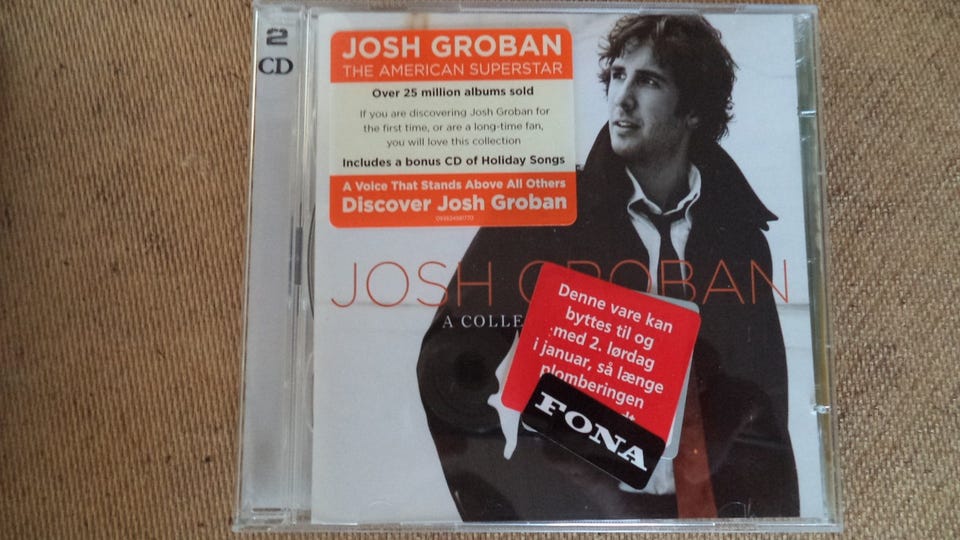 2
CD
JOSH GROBAN
THE AMERICAN SUPERSTAR
Over 25 million albums sold
If you are discovering Josh Groban for
the first time, or are a long-time fan,
you will love this collection
Includes a bonus CD of Holiday Songs
A Voice That Stands Above All Others
Discover Josh Groban
JOSH GROBAN
A COLLE
Denne vare kan
byttes til og
med 2. lørdag
i januar, så længe
plomberingen
dt
FONA